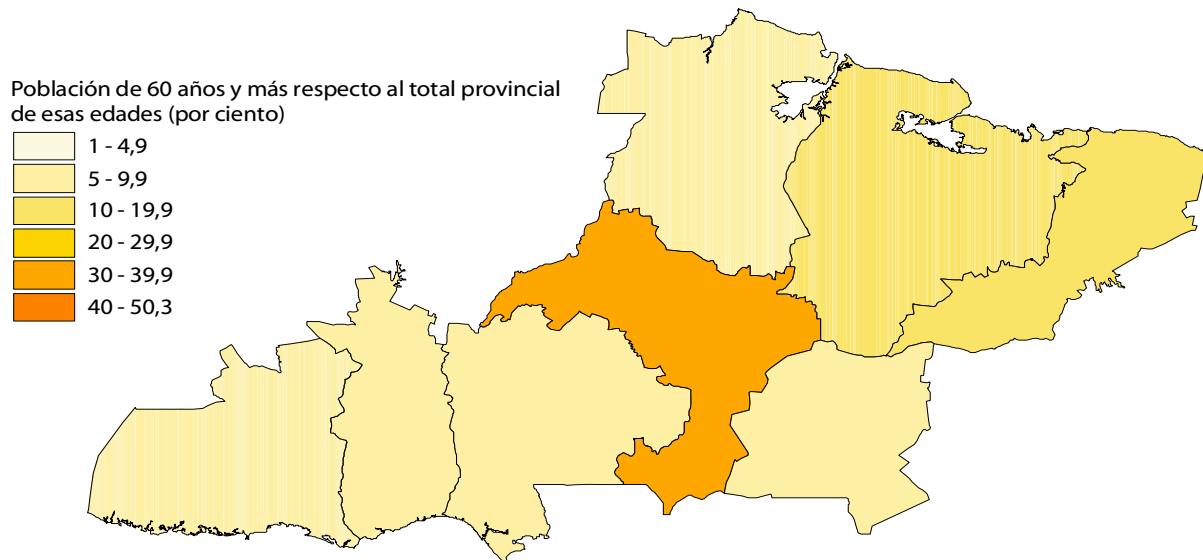 Población de 60 años y más respecto al total provincial
de esas edades (por ciento)
1 - 4,9
5 - 9,9
10 - 19,9
20 - 29,9
30 - 39,9
40 - 50,3